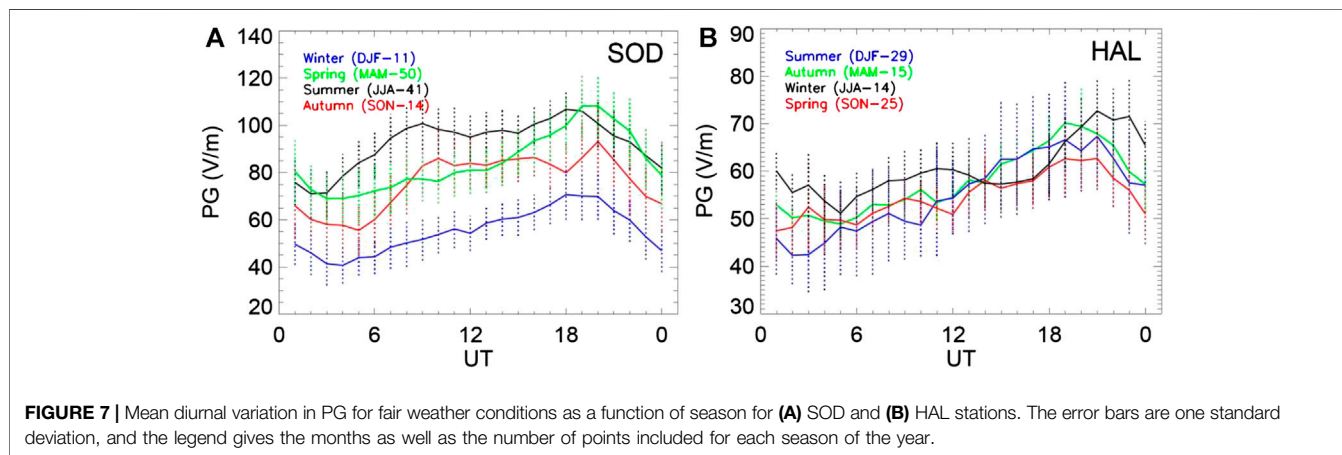 A
SOD
Winter (DJF-11)
Spring (MAM-50)
Summer (JJA-41)
Autumn (SON-14)
PG (V/m)
140
120
100
80
60
40
20
0 6 12 18 0
UT
B
HAL
Summer (DJF-29)
Autumn (MAM-15)
Winter (JJA-14)
Spring (SON-25)
PG (V/m)
90
80
70
60
50
40
30
0 6 12 18 0
UT
FIGURE 7 | Mean diurnal variation in PG for fair weather conditions as a function of season for (A) SOD and (B) HAL stations. The error bars are one standard
deviation, and the legend gives the months as well as the number of points included for each season of the year.